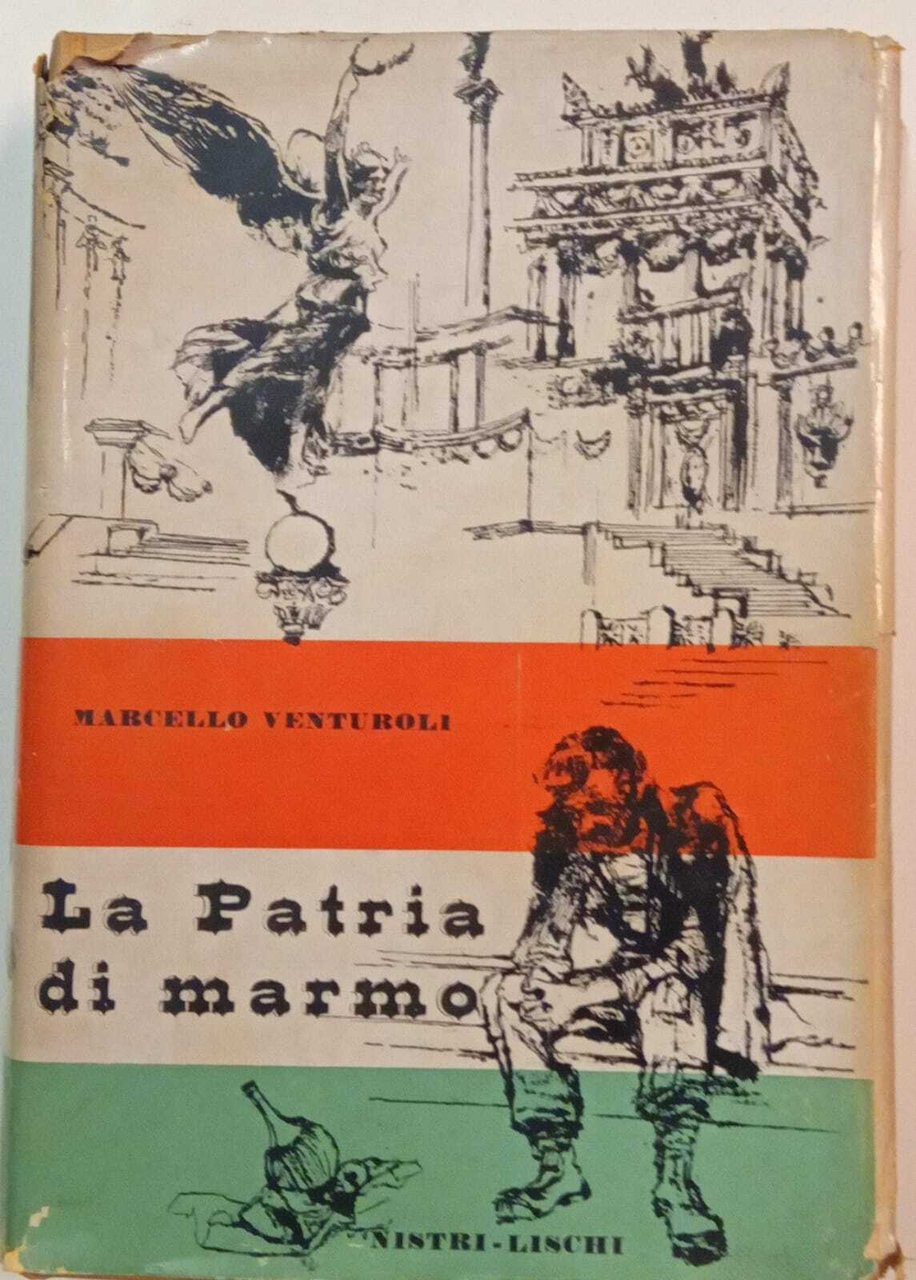 MARCELLO VENTUROLI
La Patria
di marmo
NISTRI-LISCHI